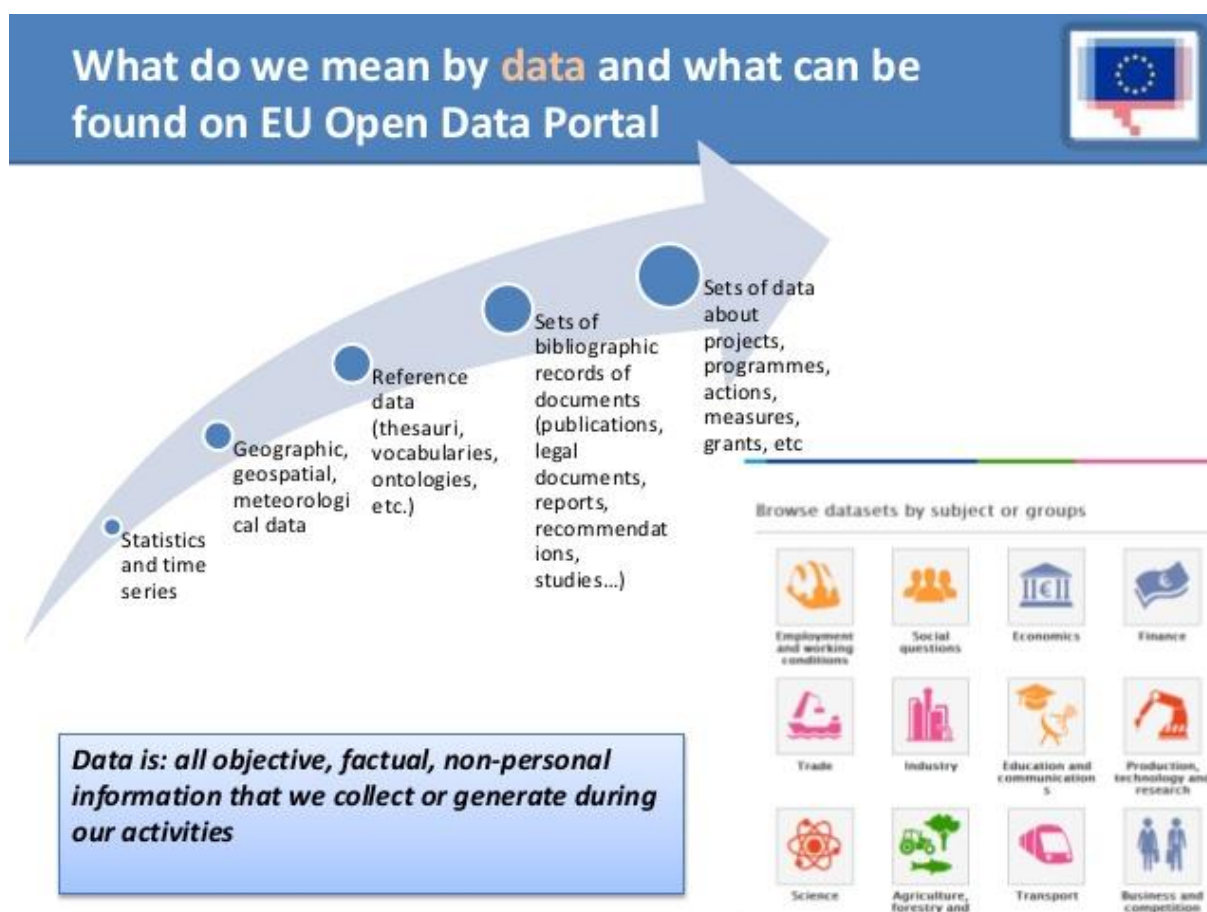 What do we mean by data and what can be
found on EU Open Data Portal
Statistics
and time
series
Geographic,
geospatial,
meteorologi
cal data
Reference
data
(thesauri,
vocabularies,
ontologies,
etc.)
Sets of
bibliographic
records of
documents
(publications,
legal
documents,
reports,
recommendat
ions,
studies...)
Sets of data
about
projects,
programmes,
actions,
measures,
grants, etc
Browse datasets by subject or groups
Employment
and working
conditions
Social
questions
Economics
Finance
Trade
Industry
Education and
communication
s
Production,
technology and
research
Science
Agriculture,
forestry and
Transport
Business and
competition
Data is: all objective, factual, non-personal
information that we collect or generate during
our activities